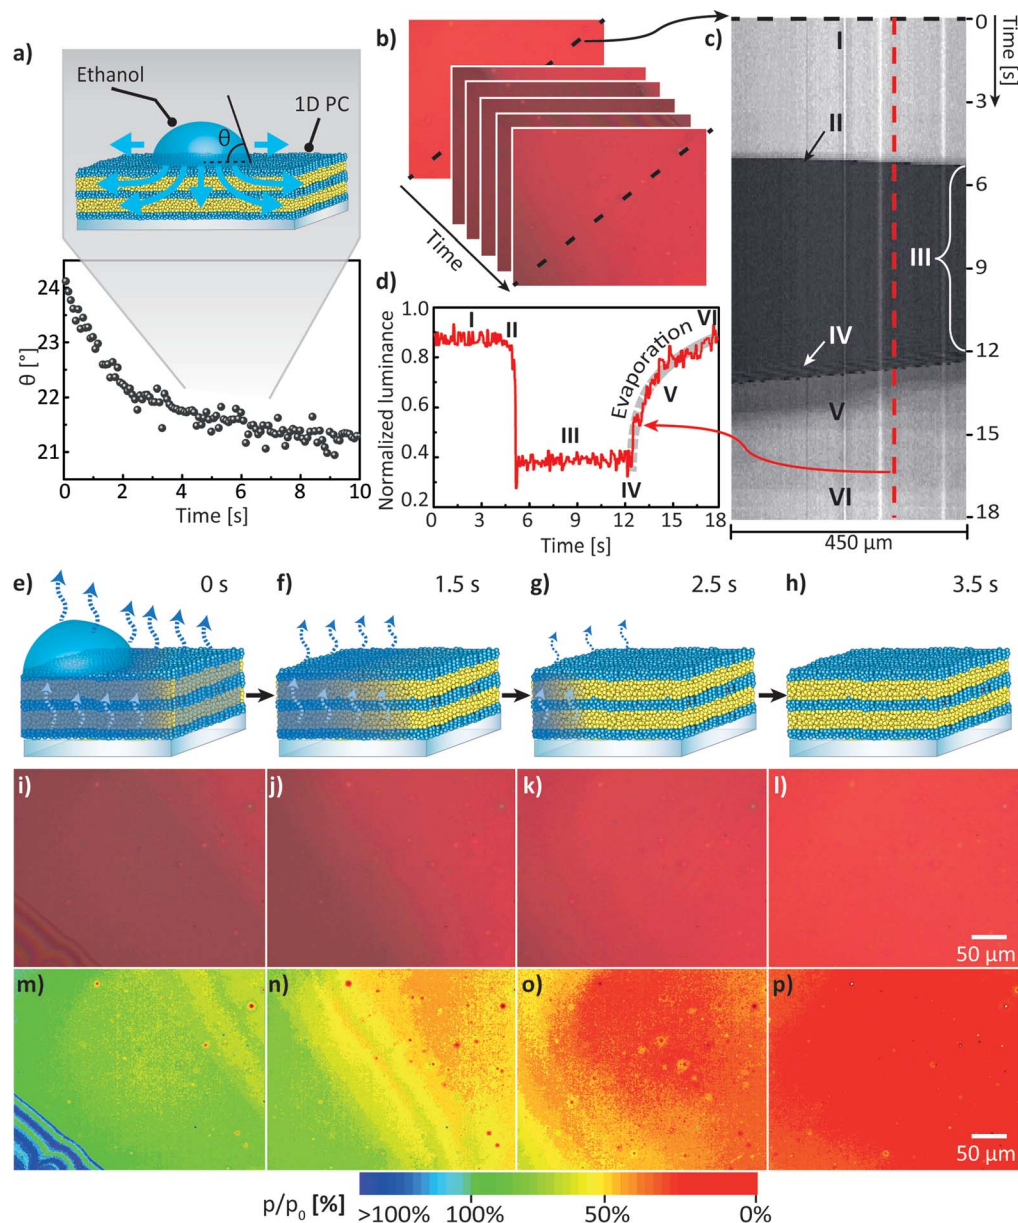 a)
Ethanol
1D PC
θ
24
23
22
21
θ [°]
0 2 4 6 8 10
Time [s]
b)
Time
c)
I
II
III
IV
V
VI
0
3
6
9
12
15
18
Time [s]
450 µm
d)
1.0
0.8
0.6
0.4
0.2
Normalized luminance
I II III IV V VI
Evaporation
0 3 6 9 12 15 18
Time [s]
e) 0 s
f) 1.5 s
g) 2.5 s
h) 3.5 s
i)
j)
k)
l)
50 µm
m)
n)
o)
p)
50 µm
p/p₀ [%]
>100% 100% 50% 0%